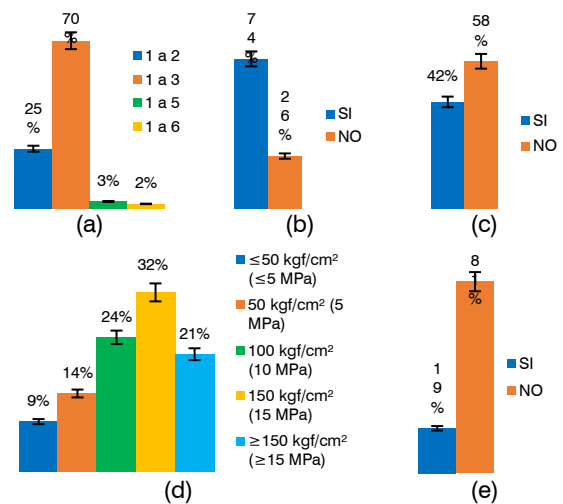 70
%
25
%
3%
2%
1 a 2
1 a 3
1 a 5
1 a 6
(a)
7
4
%
2
6
%
SI
NO
(b)
58
%
42%
SI
NO
(c)
9%
14%
24%
32%
21%
≤50 kgf/cm²
(≤5 MPa)
50 kgf/cm² (5
MPa)
100 kgf/cm²
(10 MPa)
150 kgf/cm²
(15 MPa)
≥150 kgf/cm²
(≥15 MPa)
(d)
1
9
%
8
%
SI
NO
(e)